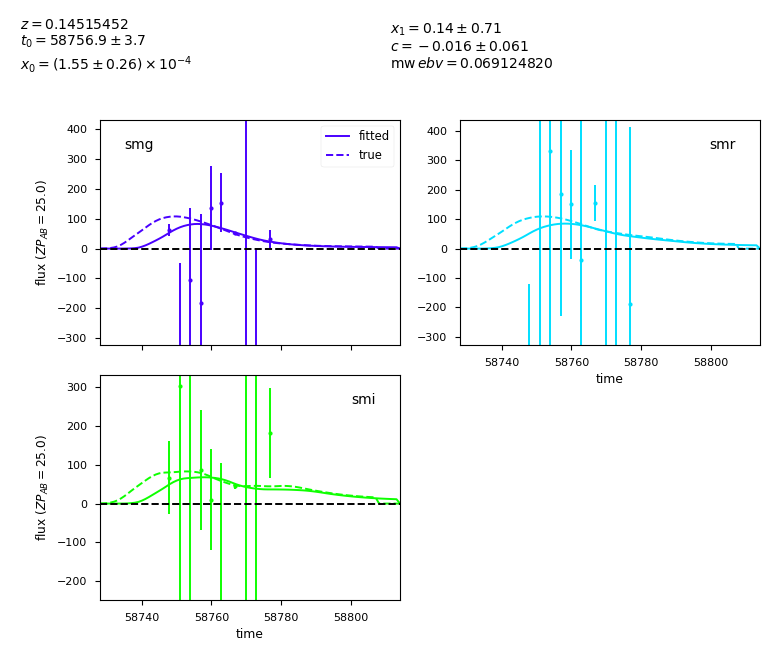 z = 0.14515452
t₀ = 58756.9 ± 3.7
x₀ = (1.55 ± 0.26) × 10⁻⁴
x₁ = 0.14 ± 0.71
c = −0.016 ± 0.061
mw ebv = 0.069124820
smg
fitted
true
flux (ZP_AB = 25.0)
400
300
200
100
0
−100
−200
−300
smr
400
300
200
100
0
−100
−200
−300
58740 58760 58780 58800
time
smi
flux (ZP_AB = 25.0)
300
200
100
0
−100
−200
58740 58760 58780 58800
time